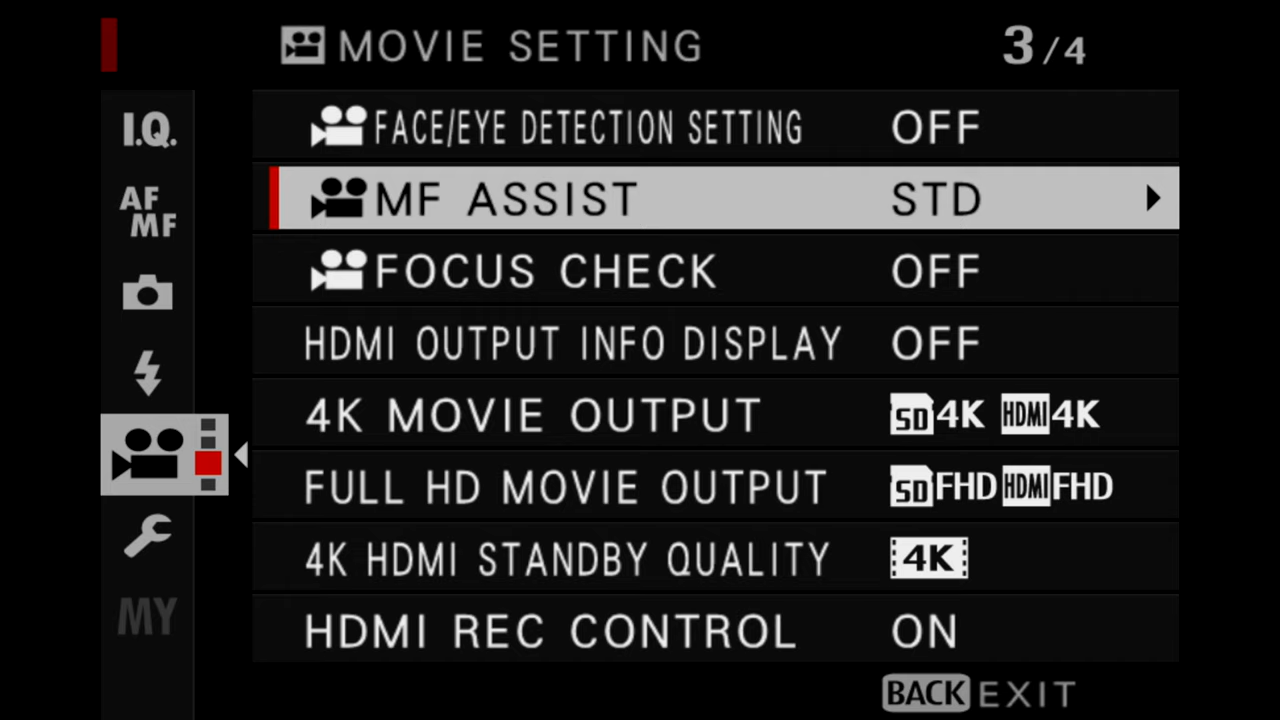 MOVIE SETTING 3/4
I.Q.
FACE/EYE DETECTION SETTING OFF
AF
MF
MF ASSIST STD
FOCUS CHECK OFF
HDMI OUTPUT INFO DISPLAY OFF
4K MOVIE OUTPUT SD 4K HDMI 4K
FULL HD MOVIE OUTPUT SD FHD HDMI FHD
4K HDMI STANDBY QUALITY 4K
MY
HDMI REC CONTROL ON
BACK EXIT